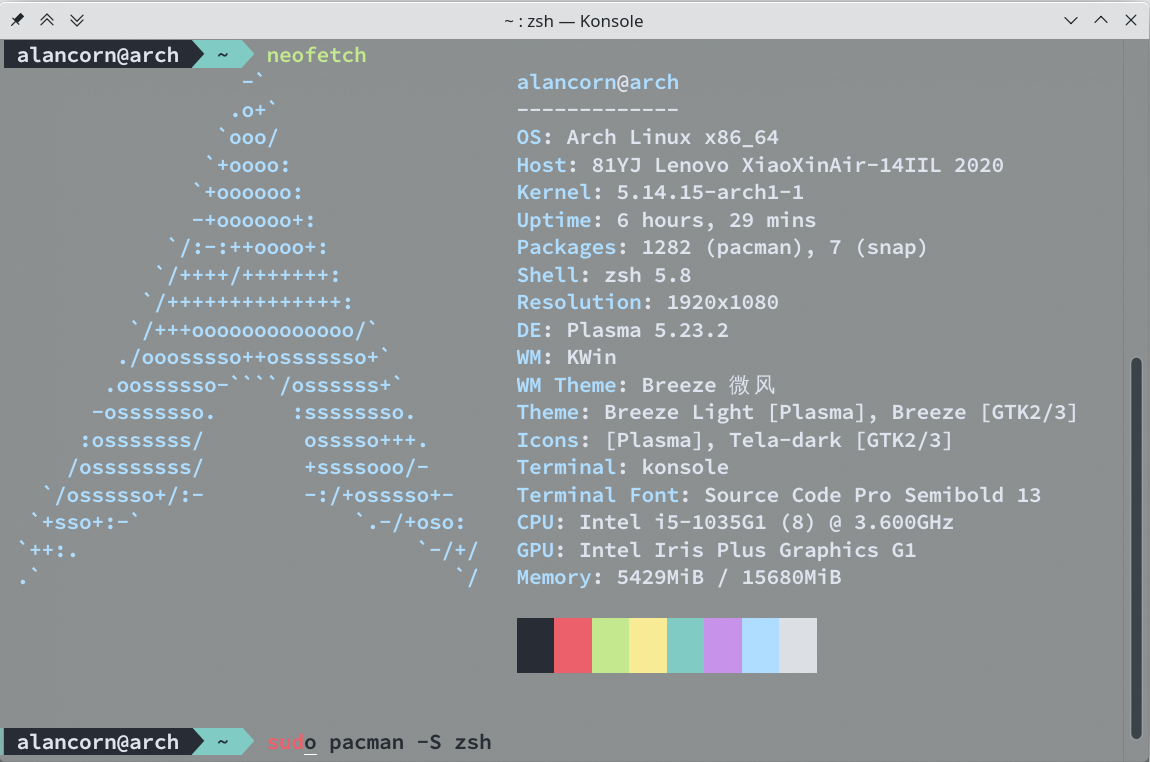 ~ : zsh — Konsole
alancorn@arch ~ neofetch
                  -`
                 .o+`
                `ooo/
               `+oooo:
              `+oooooo:
              -+oooooo+:
            `/:-:++oooo+:
           `/++++/+++++++:
          `/++++++++++++++:
         `/+++ooooooooooooo/`
        ./ooosssso++osssssso+`
       .oossssso-````/ossssss+`
      -osssssso.      :ssssssso.
     :osssssss/        osssso+++.
    /ossssssss/        +ssssooo/-
  `/ossssso+/:-        -:/+osssso+-
 `+sso+:-`                 `.-/+oso:
`++:.                           `-/+/
.`                                 `/
alancorn@arch
-------------
OS: Arch Linux x86_64
Host: 81YJ Lenovo XiaoXinAir-14IIL 2020
Kernel: 5.14.15-arch1-1
Uptime: 6 hours, 29 mins
Packages: 1282 (pacman), 7 (snap)
Shell: zsh 5.8
Resolution: 1920x1080
DE: Plasma 5.23.2
WM: KWin
WM Theme: Breeze 微风
Theme: Breeze Light [Plasma], Breeze [GTK2/3]
Icons: [Plasma], Tela-dark [GTK2/3]
Terminal: konsole
Terminal Font: Source Code Pro Semibold 13
CPU: Intel i5-1035G1 (8) @ 3.600GHz
GPU: Intel Iris Plus Graphics G1
Memory: 5429MiB / 15680MiB
alancorn@arch ~ sudo pacman -S zsh